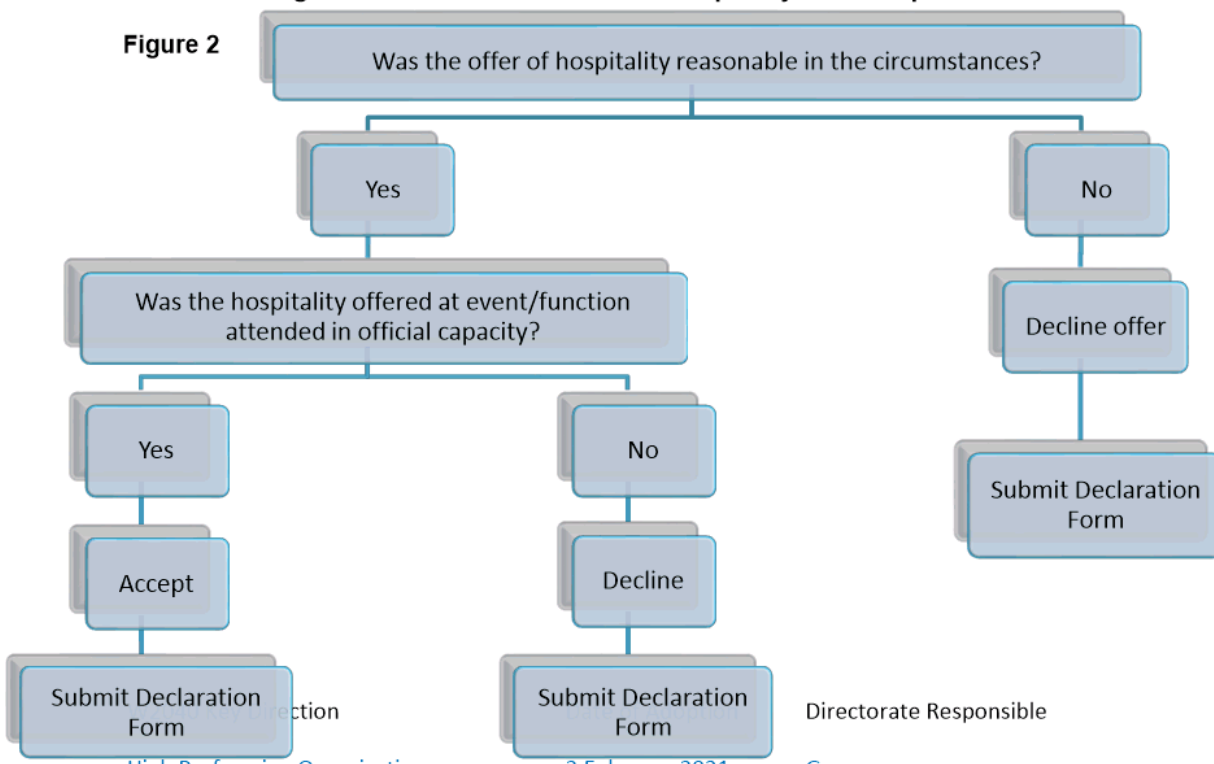 Figure 2
Was the offer of hospitality reasonable in the circumstances?
Yes
No
Was the hospitality offered at event/function
attended in official capacity?
Decline offer
Yes
No
Submit Declaration
Form
Accept
Decline
Submit Declaration
Form
Submit Declaration
Form
Key Direction
Directorate Responsible